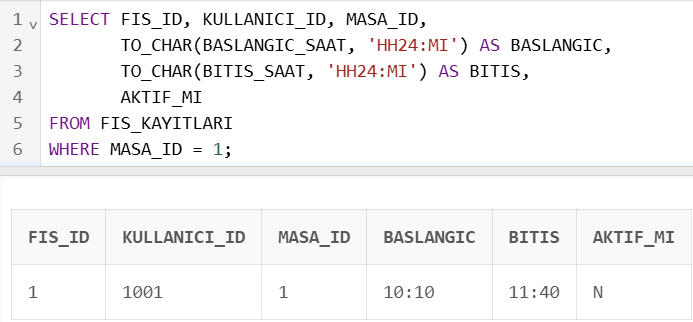 1 SELECT FIS_ID, KULLANICI_ID, MASA_ID,
2 TO_CHAR(BASLANGIC_SAAT, 'HH24:MI') AS BASLANGIC,
3 TO_CHAR(BITIS_SAAT, 'HH24:MI') AS BITIS,
4 AKTIF_MI
5 FROM FIS_KAYITLARI
6 WHERE MASA_ID = 1;
FIS_ID KULLANICI_ID MASA_ID BASLANGIC BITIS AKTIF_MI
1 1001 1 10:10 11:40 N